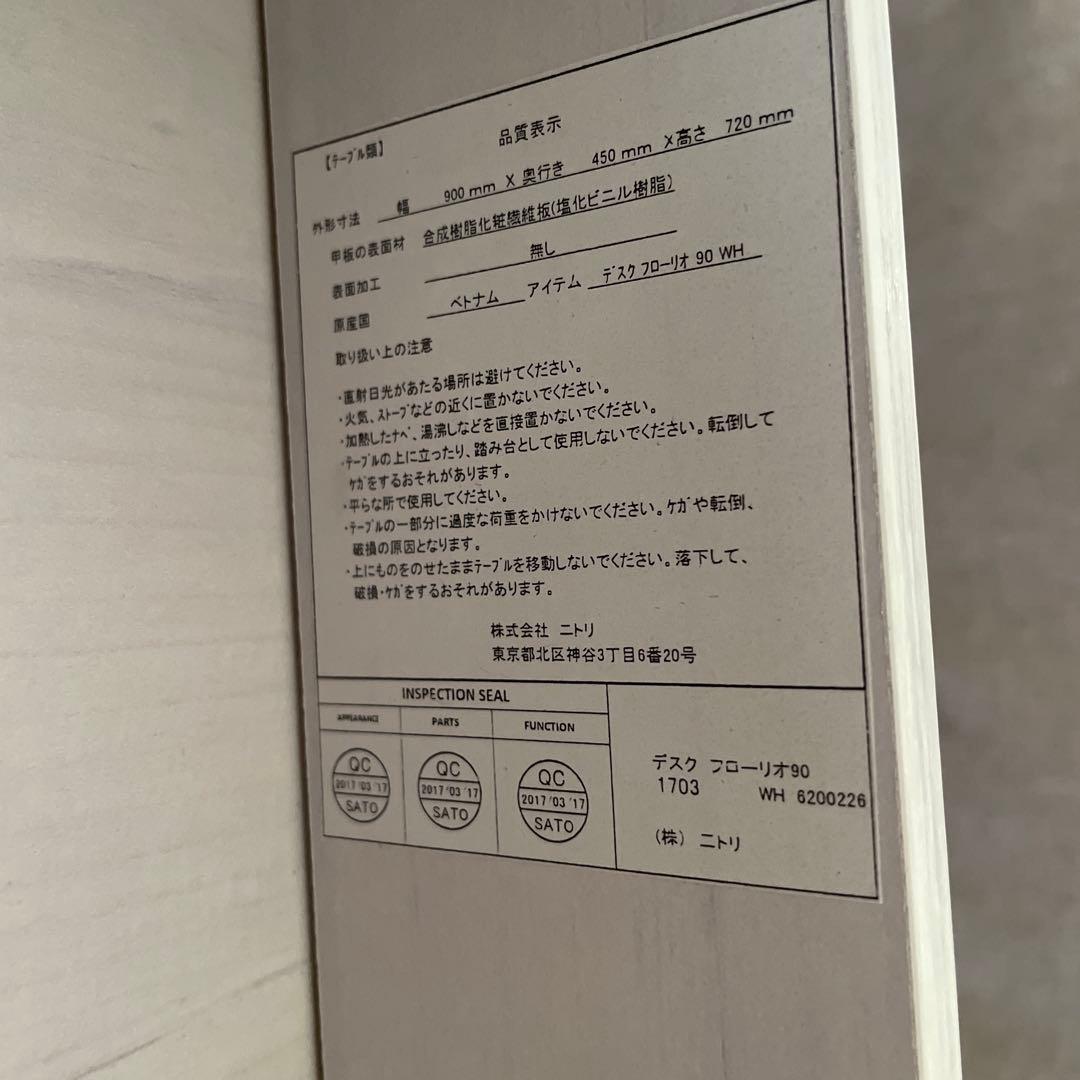 品質表示
【テーブル類】
外形寸法 幅 900 mm X 奥行き 450 mm X高さ 720 mm
甲板の表面材 合成樹脂化粧繊維板(塩化ビニル樹脂)
表面加工 無し
原産国 ベトナム アイテム デスク フローリオ 90 WH
取り扱い上の注意
・直射日光があたる場所は避けてください。
・火気、ストーブなどの近くに置かないでください。
・加熱したナベ、湯沸しなどを直接置かないでください。
・テーブルの上に立ったり、踏み台として使用しないでください。転倒して
ケガをするおそれがあります。
・平らな所で使用してください。
・テーブルの一部分に過度な荷重をかけないでください。ケガや転倒、
破損の原因となります。
・上にものをのせたままテーブルを移動しないでください。落下して、
破損・ケガをするおそれがあります。
株式会社 ニトリ
東京都北区神谷3丁目6番20号
INSPECTION SEAL
APPEARANCE PARTS FUNCTION
QC
2017 '03 '17
SATO
QC
2017 '03 '17
SATO
QC
2017 '03 '17
SATO
デスク フローリオ90
1703 WH 6200226
（株） ニトリ